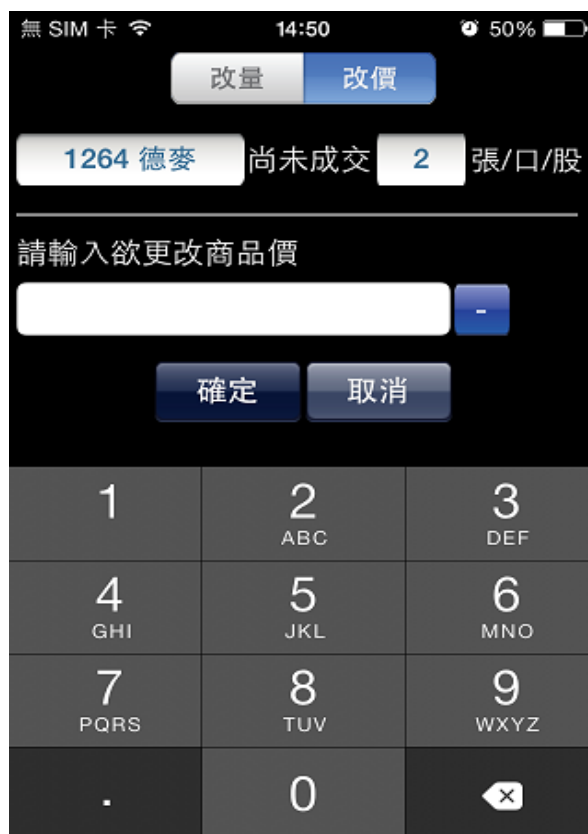 無 SIM 卡 14:50 50%
改量 改價
1264 德麥 尚未成交 2 張/口/股
請輸入欲更改商品價
-
確定 取消
1 2 3
ABC DEF
4 5 6
GHI JKL MNO
7 8 9
PQRS TUV WXYZ
. 0